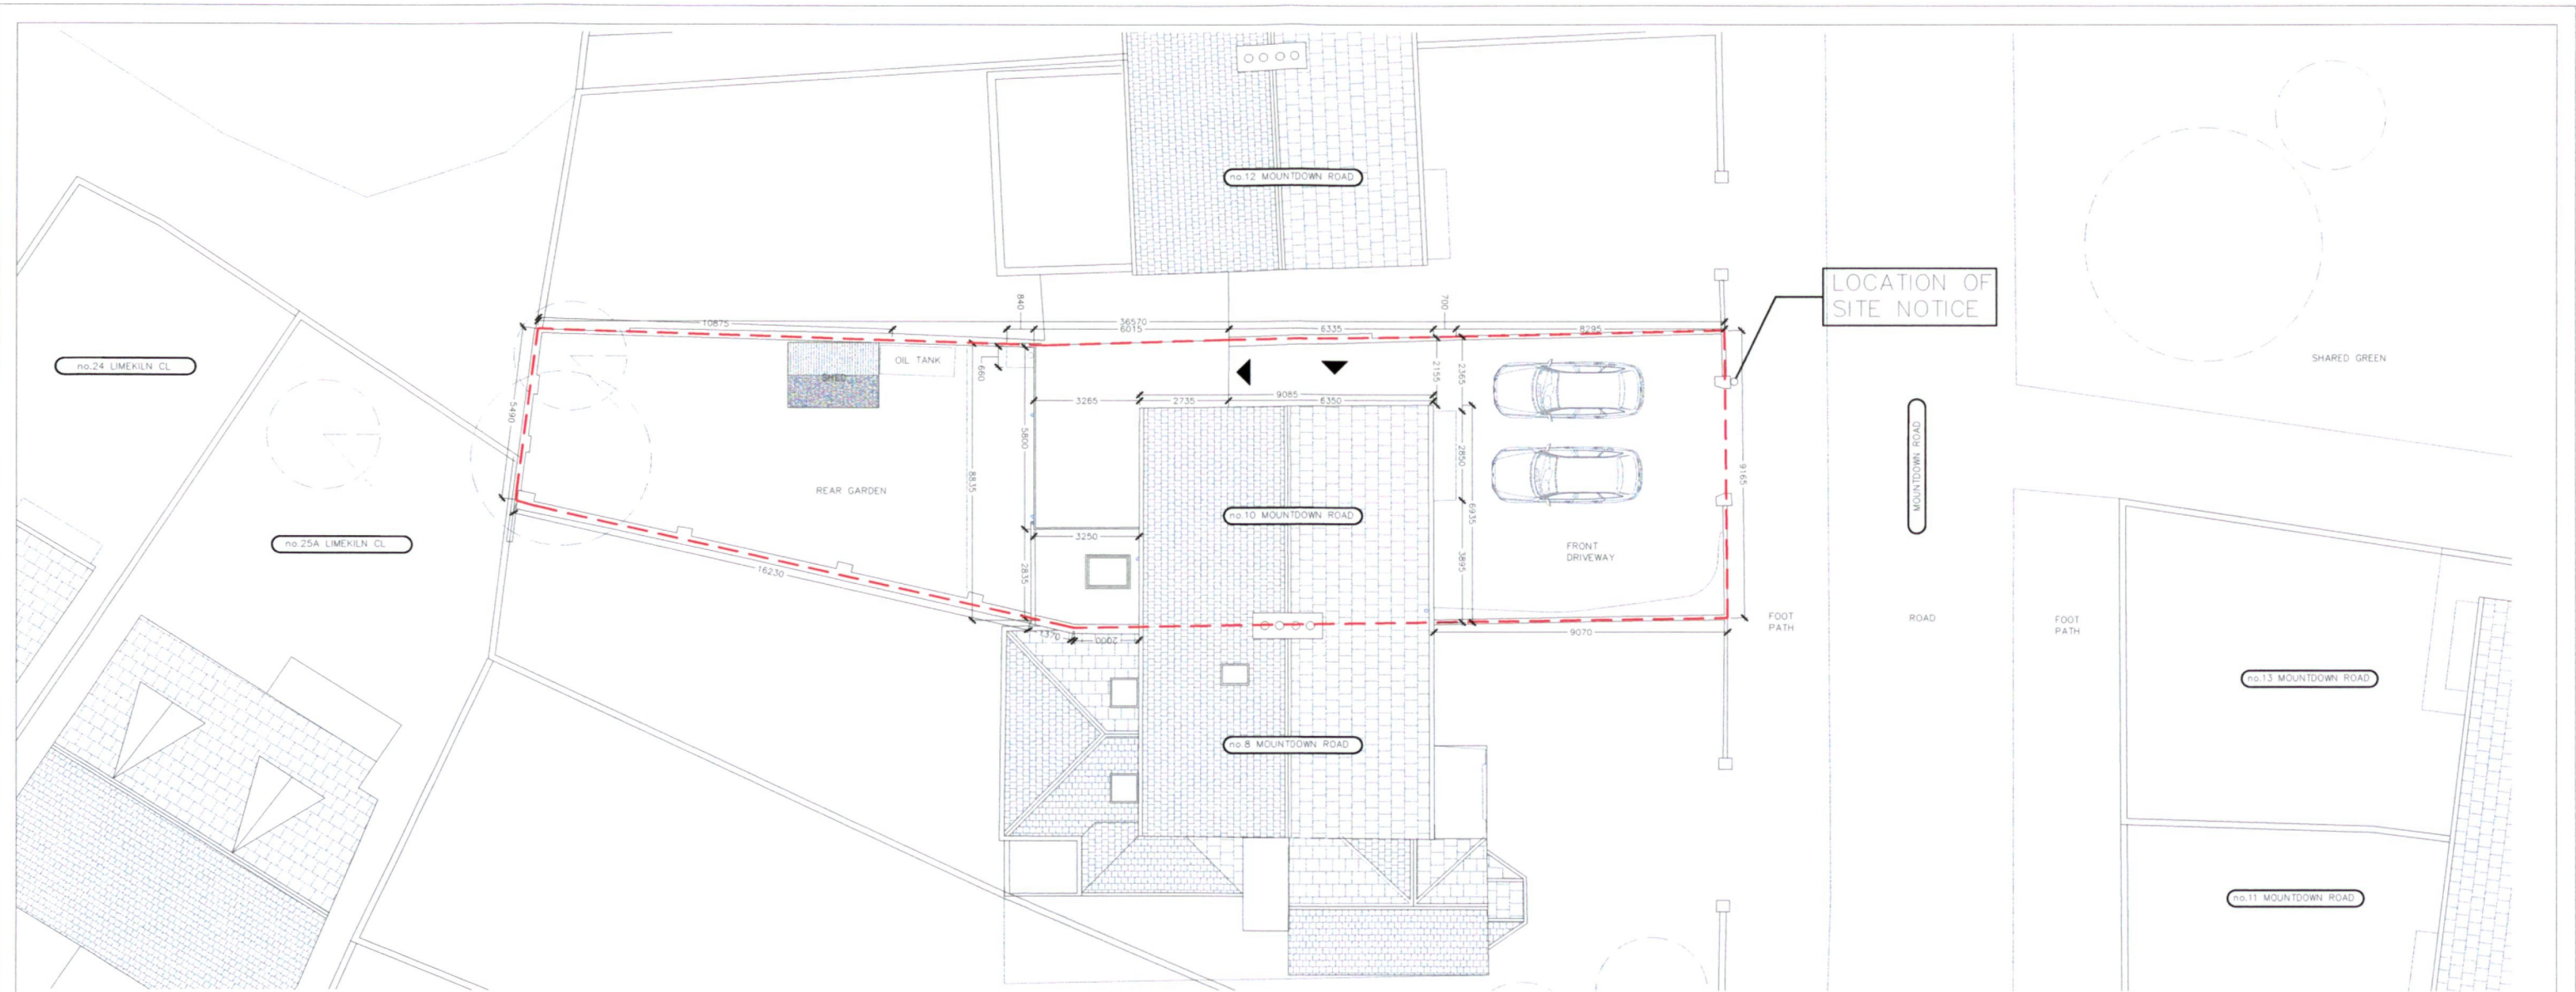 no.12 MOUNTDOWN ROAD
LOCATION OF
SITE NOTICE
840
700
36570
10875
6015
6335
8295
SHARED GREEN
no.24 LIMEKILN CL
OIL TANK
SHED
680
2155
2365
9085
3265
2735
6350
5490
5800
8835
2850
6935
9165
MOUNTDOWN ROAD
REAR GARDEN
no.10 MOUNTDOWN ROAD
no.25A LIMEKILN CL
3250
FRONT
DRIVEWAY
16230
2835
3895
1370
2000
9070
FOOT
PATH
ROAD
FOOT
PATH
no.13 MOUNTDOWN ROAD
no.8 MOUNTDOWN ROAD
no.11 MOUNTDOWN ROAD